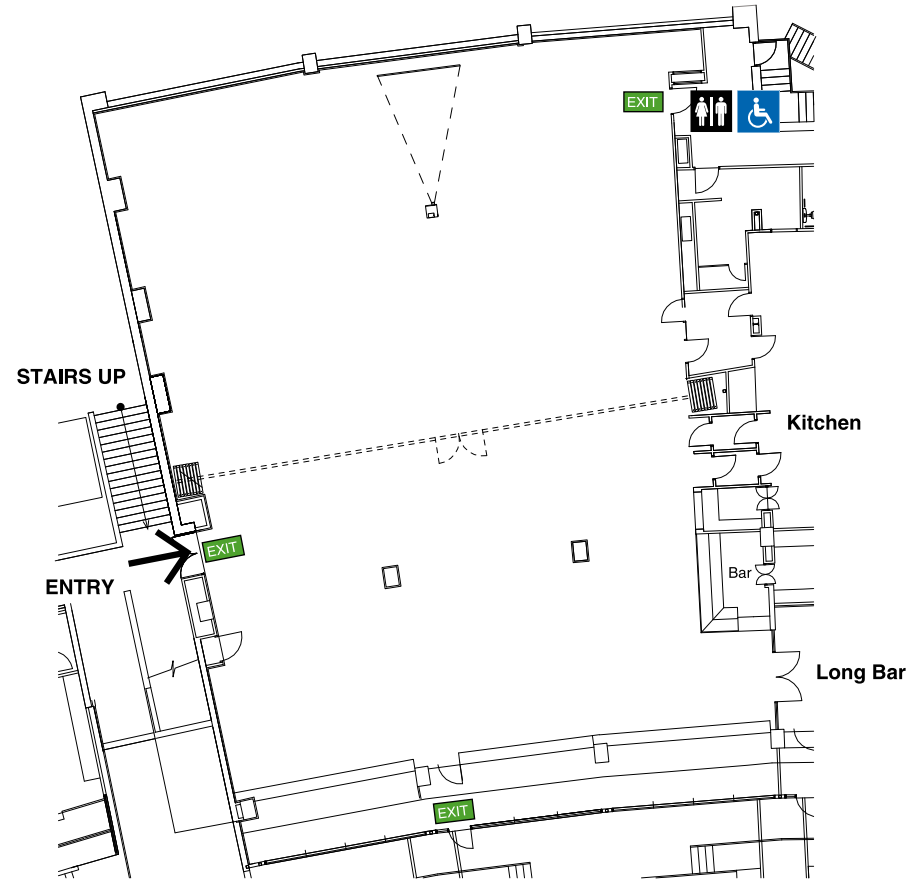 EXIT
STAIRS UP
Kitchen
EXIT
ENTRY
Bar
Long Bar
EXIT